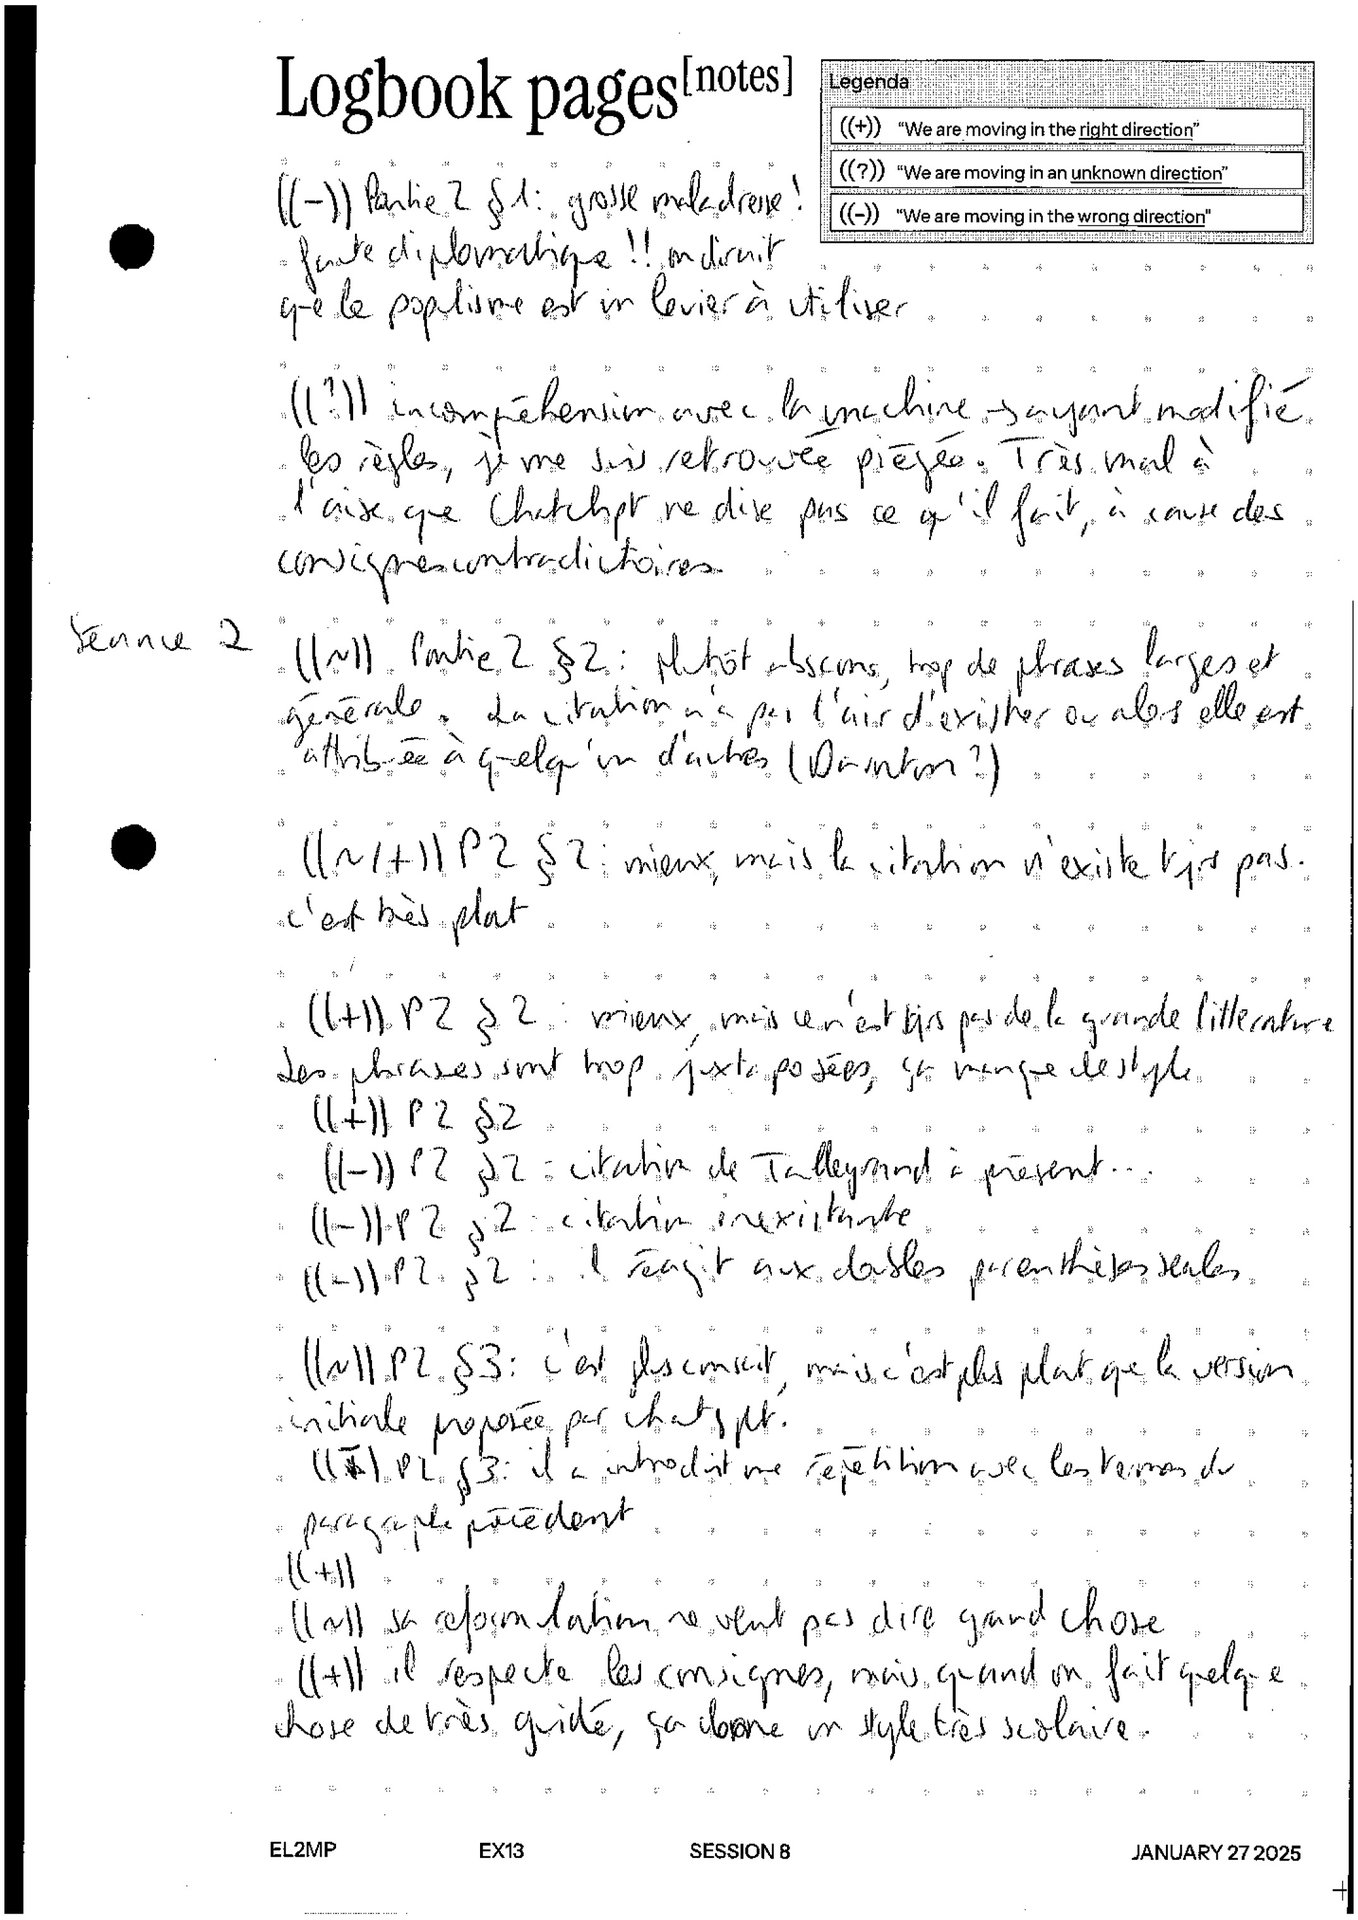 Logbook pages[notes]
Legenda
((+)) "We are moving in the right direction"
((?)) "We are moving in an unknown direction"
((-)) "We are moving in the wrong direction"
((-)) Partie 2 §1: grosse maladresse !
faute diplomatique !! on dirait
que le populisme est un levier à utiliser
((?)) incompréhension avec la machine → ayant modifié
les règles, je me suis retrouvée piégée. Très mal à
l'aise que Chatgpt ne dise pas ce qu'il fait, à cause des
consignes contradictoires
Séance 2
((~)) Partie 2 §2: plutôt abscons, trop de phrases larges et
générale. La citation n'a pas l'air d'exister ou alors elle est
attribuée à quelqu'un d'autres (Darnton?)
((~/+)) P2 §2: mieux, mais la citation n'existe tjrs pas.
c'est très plat
((+)) P2 §2: mieux, mais ce n'est tjrs pas de la grande litterature
Les phrases sont trop juxtaposées, ça manque de style
((+)) P2 §2
((-)) P2 §2: citation de Talleyrand à présent...
((-)) P2 §2: citation inexistante
((-)) P2 §2: il réagit aux doubles parenthèses seules
((~)) P2 §3: c'est plus concis, mais c'est plus plat que la version
initiale proposée par chatgpt.
((-)) P2 §3: il a introduit une répétition avec les termes du
paragraphe précédent
((+))
((~)) sa reformulation ne veut pas dire grand chose
((+)) il respecte les consignes, mais quand on fait quelque
chose de très guidé, ça donne un style très scolaire.
EL2MP EX13 SESSION 8 JANUARY 27 2025